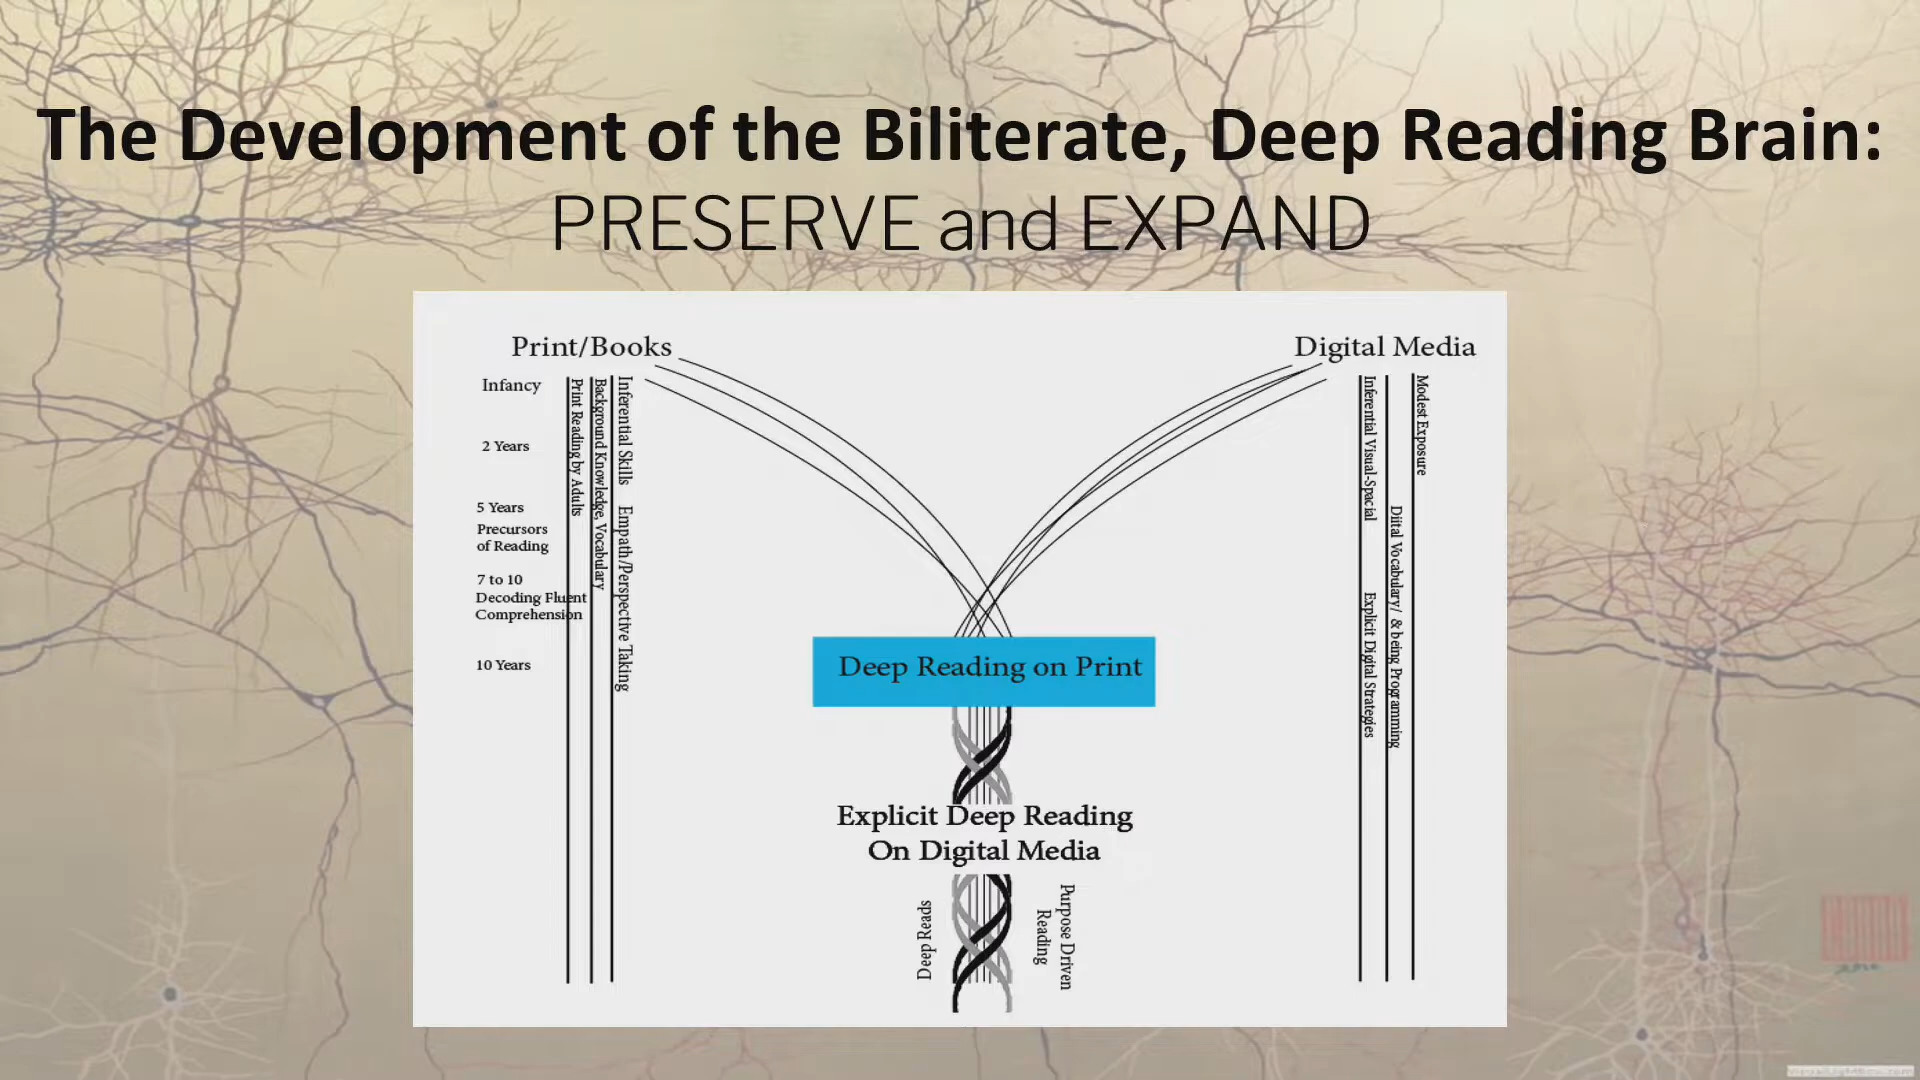 The Development of the Biliterate, Deep Reading Brain:
PRESERVE and EXPAND
Print/Books
Digital Media
Infancy
2 Years
5 Years
Precursors
of Reading
7 to 10
Decoding Fluent
Comprehension
10 Years
Print Reading by Adults
Background Knowledge, Vocabulary
Inferential Skills
Empath/Perspective Taking
Inferential Visual-Spacial
Explicit Digital Strategies
Diital Vocabulary/ & being Programming
Modest Exposure
Deep Reading on Print
Explicit Deep Reading
On Digital Media
Deep Reads
Purpose Driven
Reading